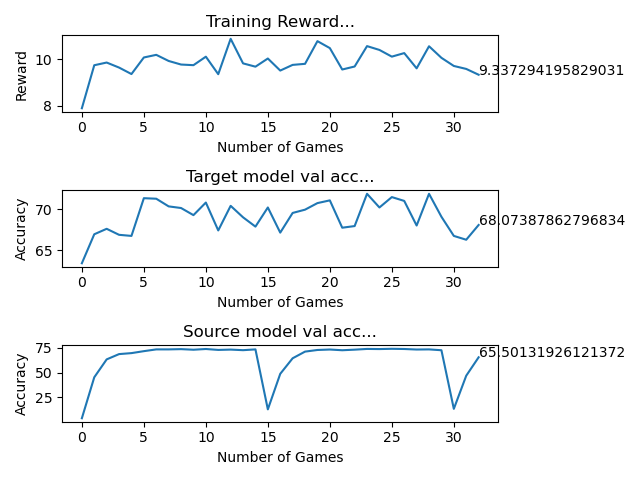 Training Reward...
10
8
Reward
9.337294195829031
0 5 10 15 20 25 30
Number of Games
Target model val acc...
70
65
Accuracy
68.07387862796834
0 5 10 15 20 25 30
Number of Games
Source model val acc...
75
50
25
Accuracy
65.50131926121372
0 5 10 15 20 25 30
Number of Games